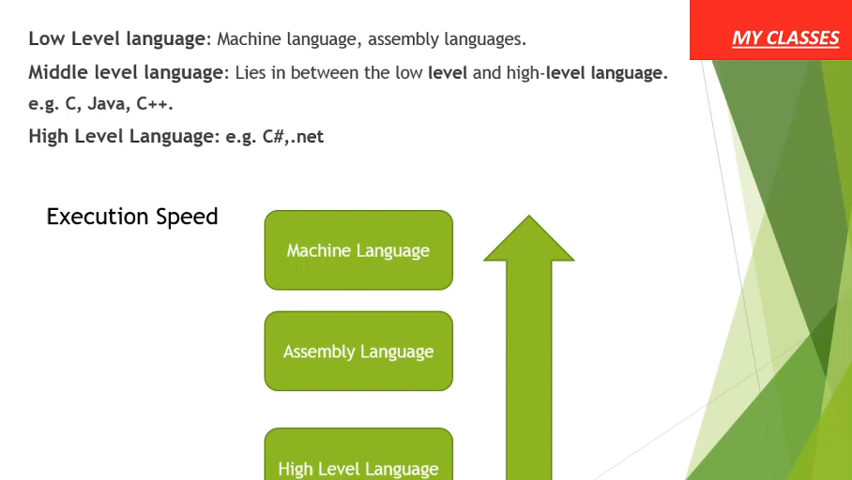 MY CLASSES
Low Level language: Machine language, assembly languages.
Middle level language: Lies in between the low level and high-level language.
e.g. C, Java, C++.
High Level Language: e.g. C#,.net
Execution Speed
Machine Language
Assembly Language
High Level Language